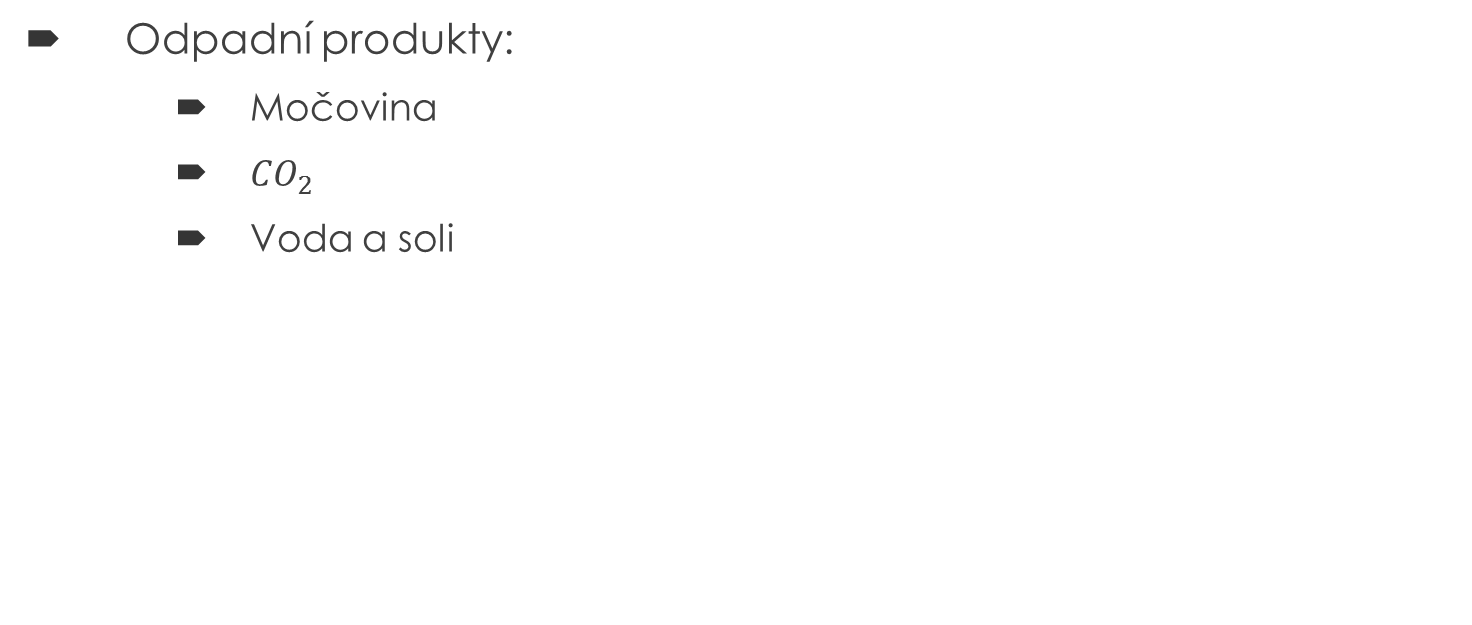 Odpadní produkty:
Močovina
CO₂
Voda a soli